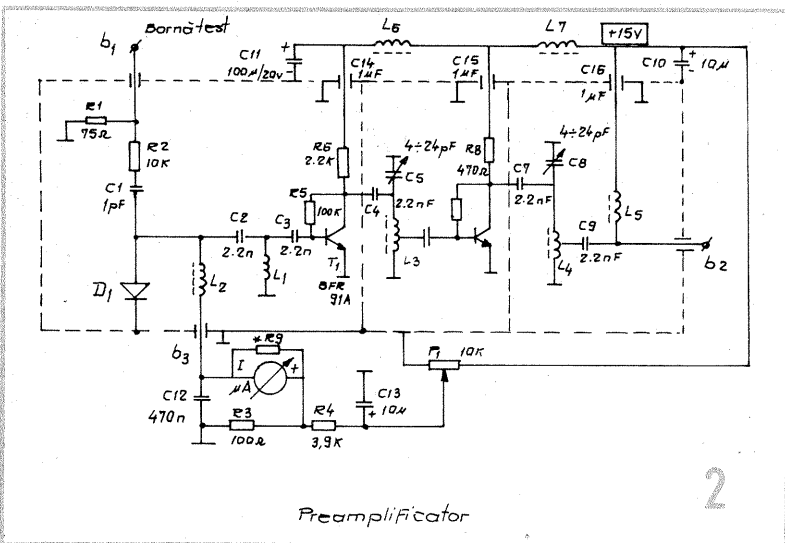 Borna test
b1
L6
L7
+15V
C11
100µ/20V
+
-
C14
1µF
C15
1µF
C16
1µF
C10
+
-
10µ
R1
75Ω
R2
10K
C1
1pF
R6
2.2K
4÷24pF
C5
R8
470Ω
C7
2.2nF
4÷24pF
C8
R5
100K
C4
2.2nF
C2
2.2n
C3
2.2n
L5
C9
2.2nF
L1
L2
T1
BFR
91A
L3
L4
b2
D1
b3
*R9
I
+
µA
P1
10K
C12
470n
R3
100Ω
R4
3,9K
C13
+
10µ
2
Preamplificator